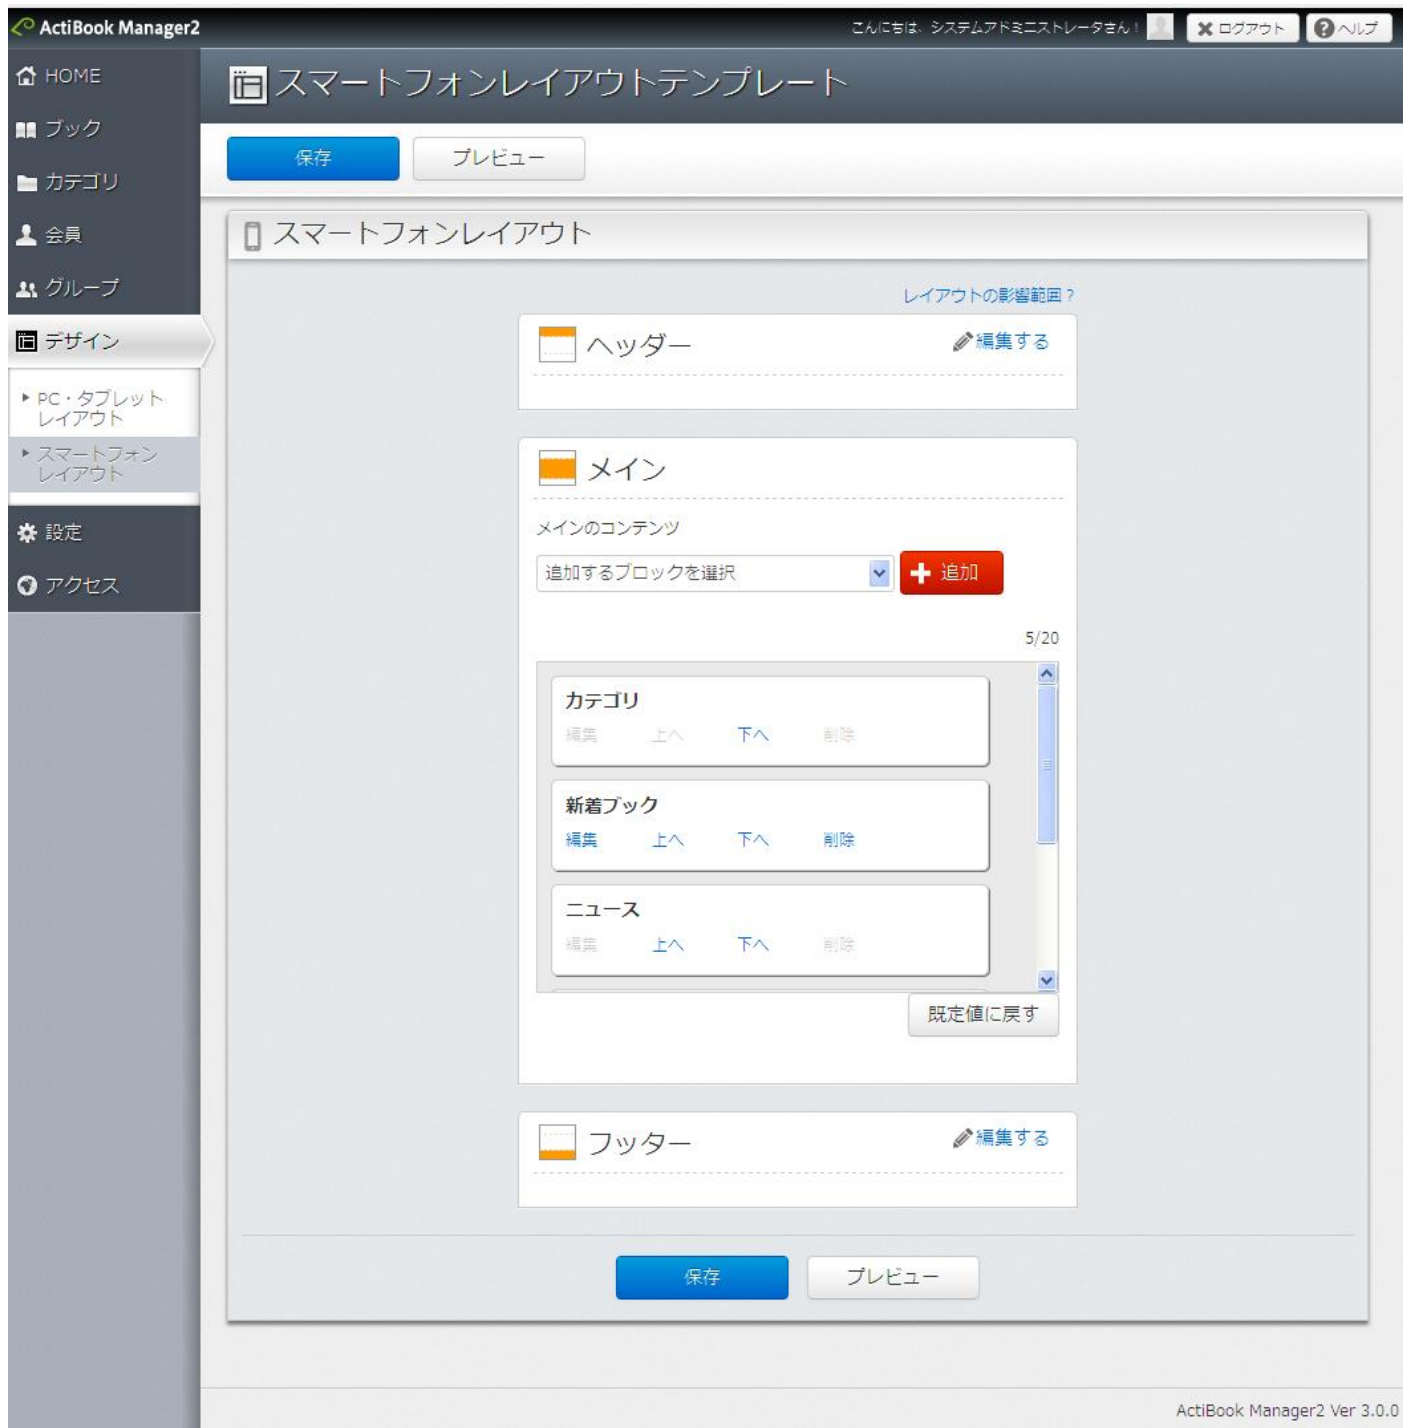 ActiBook Manager2
こんにちは、システムアドミニストレータさん！
ログアウト
ヘルプ
HOME
ブック
カテゴリ
会員
グループ
デザイン
PC・タブレット
レイアウト
スマートフォン
レイアウト
設定
アクセス
スマートフォンレイアウトテンプレート
保存
プレビュー
スマートフォンレイアウト
レイアウトの影響範囲？
ヘッダー
編集する
メイン
メインのコンテンツ
追加するブロックを選択
追加
5/20
カテゴリ
編集 上へ 下へ 削除
新着ブック
編集 上へ 下へ 削除
ニュース
編集 上へ 下へ 削除
既定値に戻す
フッター
編集する
保存
プレビュー
ActiBook Manager2 Ver 3.0.0